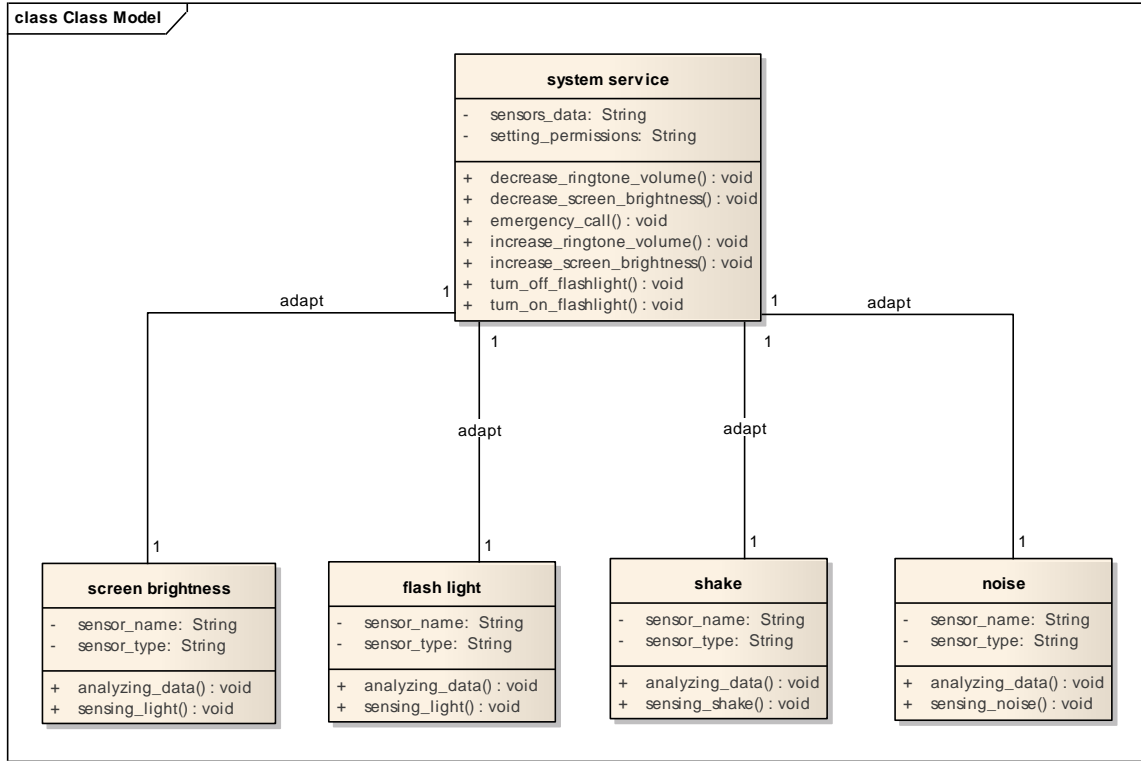 class Class Model
system service
- sensors_data: String
- setting_permissions: String
+ decrease_ringtone_volume() : void
+ decrease_screen_brightness() : void
+ emergency_call() : void
+ increase_ringtone_volume() : void
+ increase_screen_brightness() : void
+ turn_off_flashlight() : void
+ turn_on_flashlight() : void
adapt
1
1
adapt
1
1
adapt
adapt
1
1
1
1
screen brightness
- sensor_name: String
- sensor_type: String
+ analyzing_data() : void
+ sensing_light() : void
flash light
- sensor_name: String
- sensor_type: String
+ analyzing_data() : void
+ sensing_light() : void
shake
- sensor_name: String
- sensor_type: String
+ analyzing_data() : void
+ sensing_shake() : void
noise
- sensor_name: String
- sensor_type: String
+ analyzing_data() : void
+ sensing_noise() : void